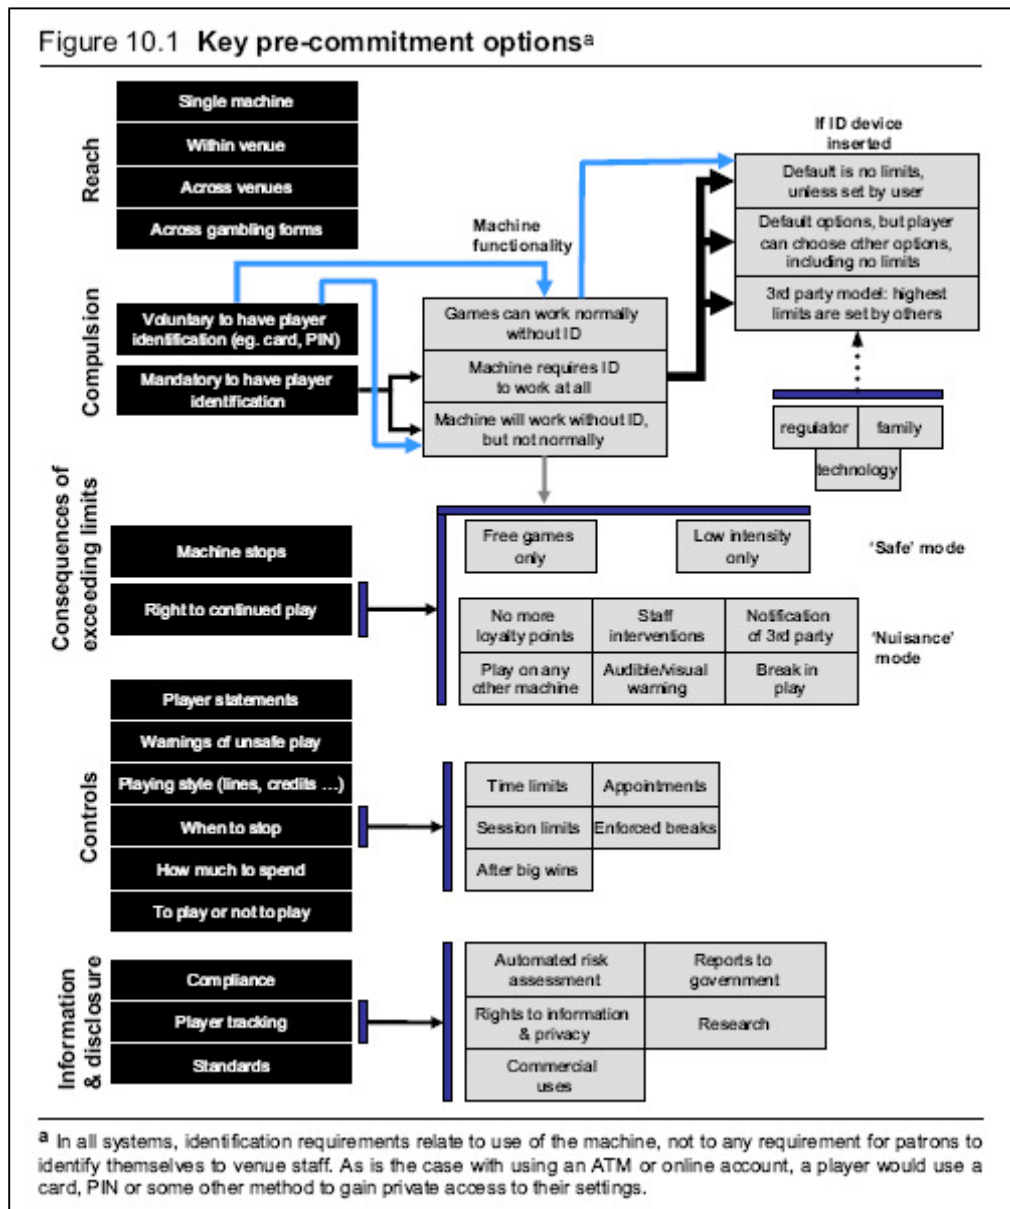 Figure 10.1 Key pre-commitment optionsa
Reach
Single machine
Within venue
Across venues
Across gambling forms
If ID device
inserted
Default is no limits,
unless set by user
Default options, but player
can choose other options,
including no limits
3rd party model: highest
limits are set by others
Machine
functionality
Compulsion
Voluntary to have player
identification (eg. card, PIN)
Mandatory to have player
identification
Games can work normally
without ID
Machine requires ID
to work at all
Machine will work without ID,
but not normally
regulator
family
technology
Consequences of
exceeding limits
Machine stops
Right to continued play
Free games
only
Low intensity
only
'Safe' mode
No more
loyalty points
Staff
interventions
Notification
of 3rd party
Play on any
other machine
Audible/visual
warning
Break in
play
'Nuisance'
mode
Controls
Player statements
Warnings of unsafe play
Playing style (lines, credits ...)
When to stop
How much to spend
To play or not to play
Time limits
Appointments
Session limits
Enforced breaks
After big wins
Information
& disclosure
Compliance
Player tracking
Standards
Automated risk
assessment
Reports to
government
Rights to information
& privacy
Research
Commercial
uses
a In all systems, identification requirements relate to use of the machine, not to any requirement for patrons to
identify themselves to venue staff. As is the case with using an ATM or online account, a player would use a
card, PIN or some other method to gain private access to their settings.